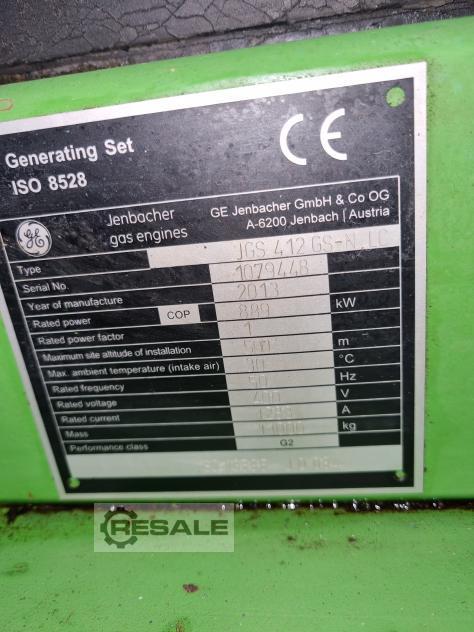 Generating Set
ISO 8528
CE
GE
Jenbacher
gas engines
GE Jenbacher GmbH & Co OG
A-6200 Jenbach | Austria
Type JGS 412 GS-N.LC
Serial No. 1079448
Year of manufacture 2013
Rated power COP 889 kW
Rated power factor 1
Maximum site altitude of installation 500 m
Max. ambient temperature (intake air) 30 °C
Rated frequency 50 Hz
Rated voltage 400 V
Rated current 1283 A
Mass kg
Performance class G2
RESALE